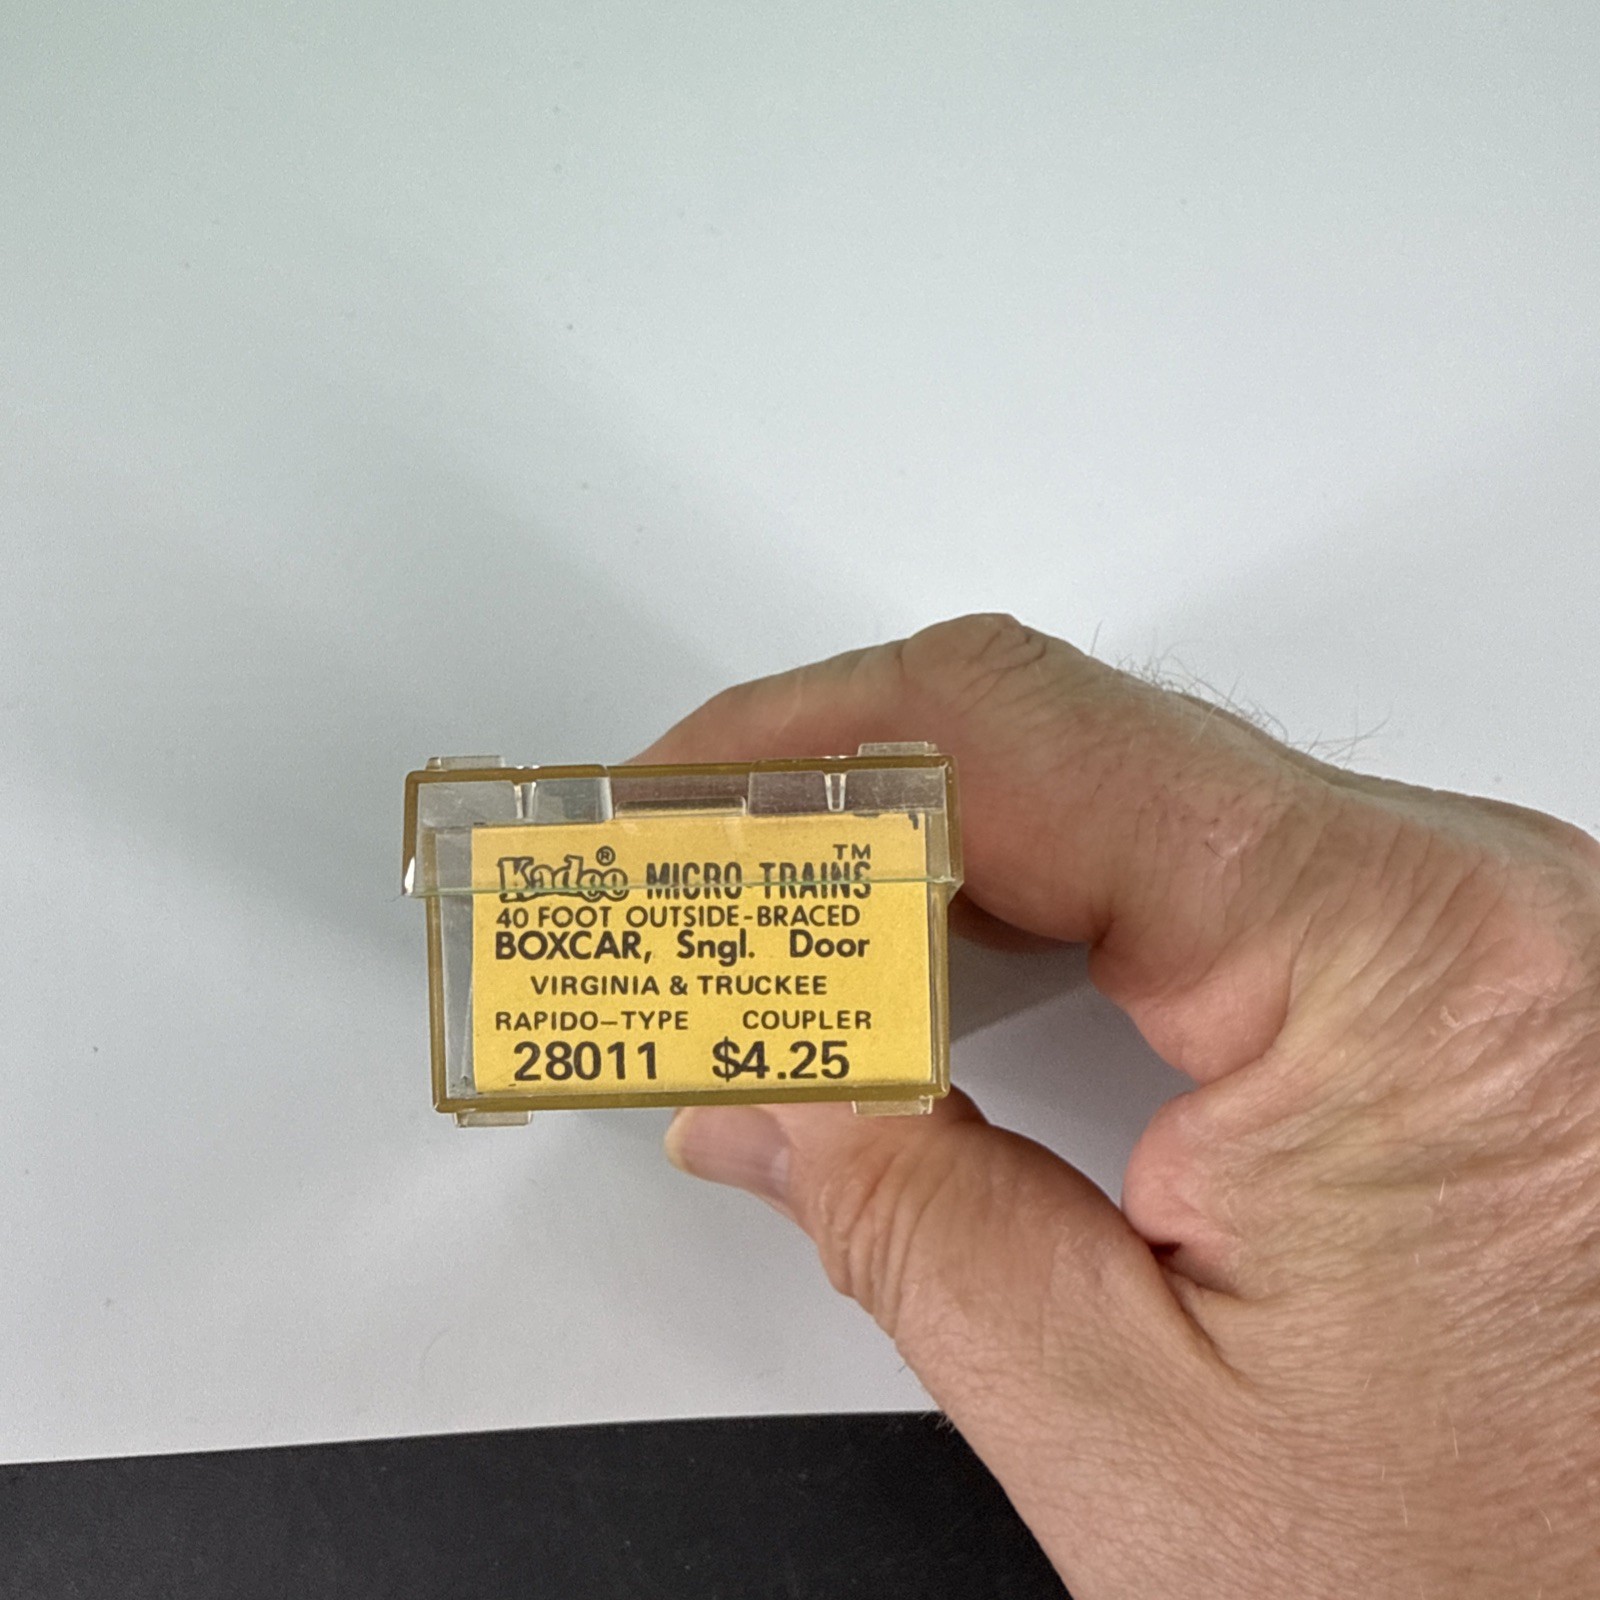 Kadee® MICRO TRAINS™
40 FOOT OUTSIDE-BRACED
BOXCAR, Sngl. Door
VIRGINIA & TRUCKEE
RAPIDO-TYPE COUPLER
28011 $4.25